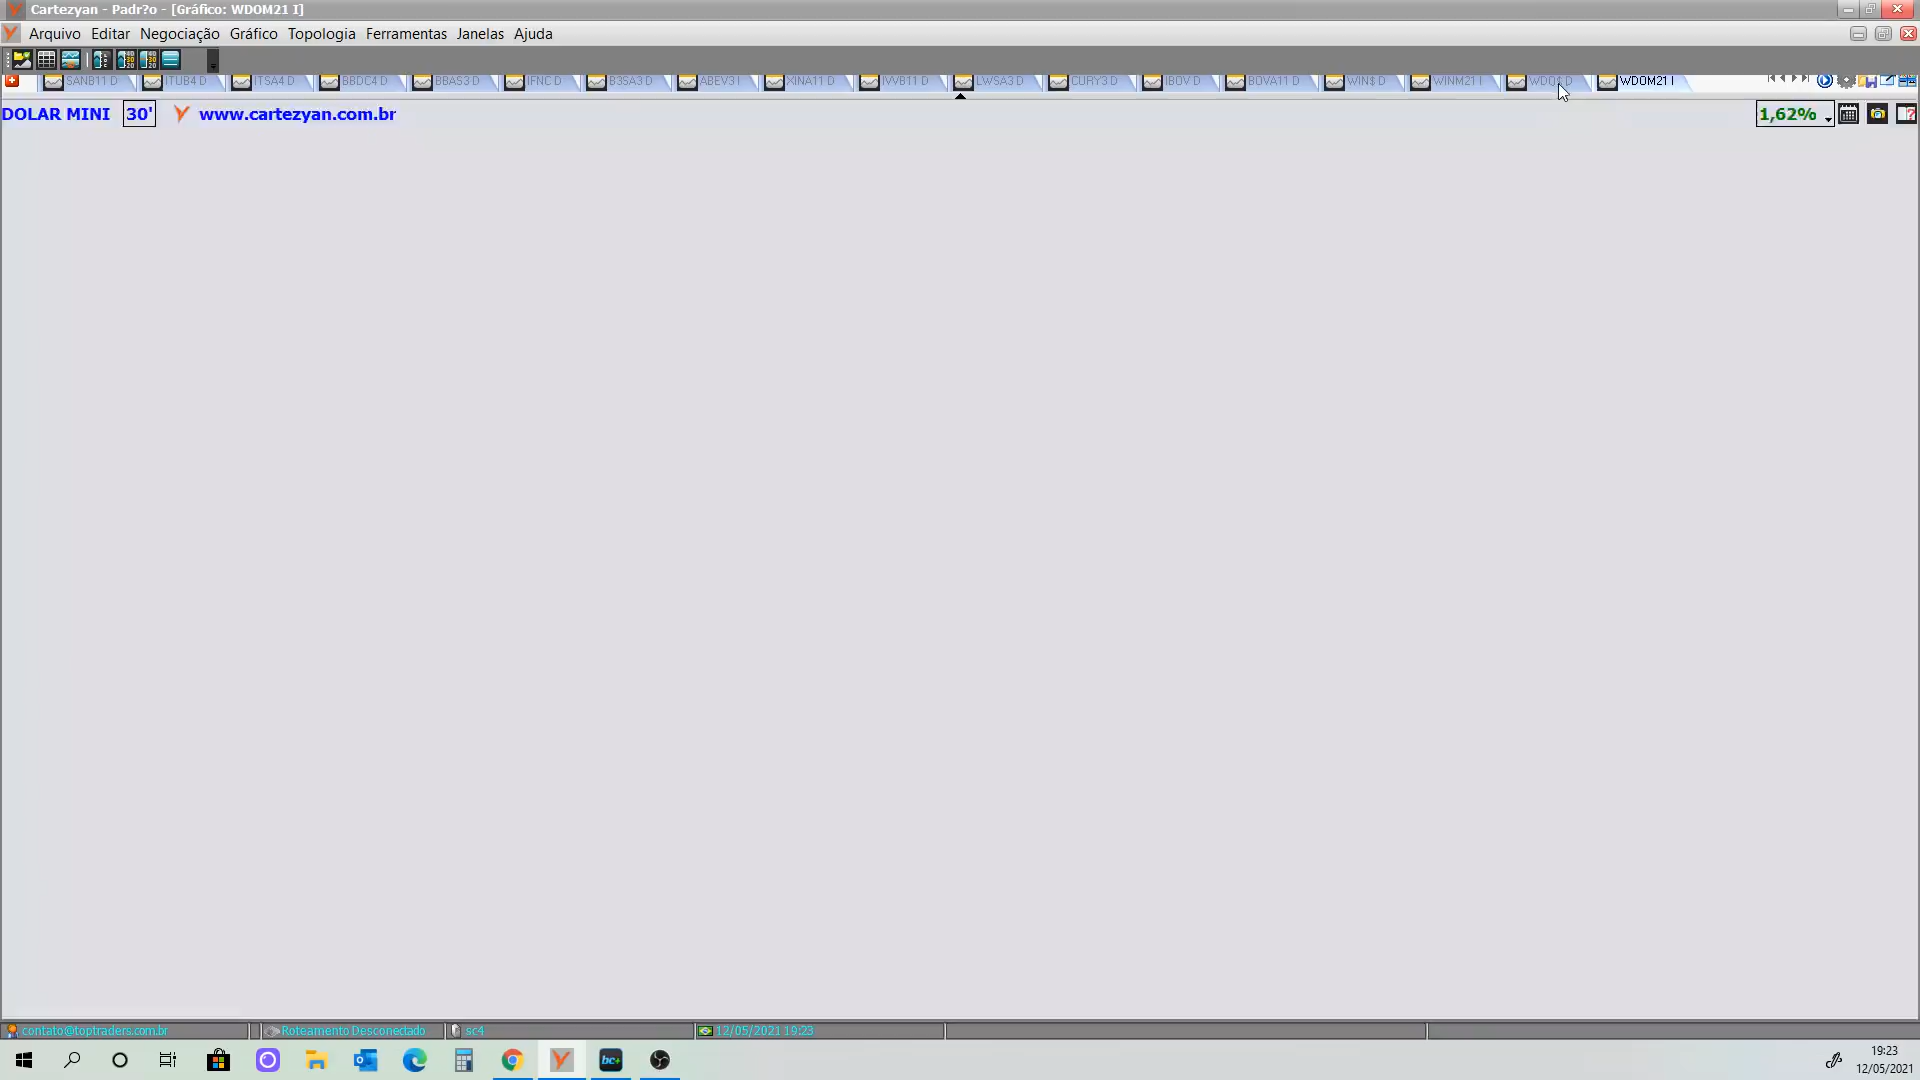 Cartezyan - Padr?o - [Gráfico: WDOM21 I]
Arquivo Editar Negociação Gráfico Topologia Ferramentas Janelas Ajuda
SANB11 D ITUB4 D ITSA4 D BBDC4 D BBAS3 D IFNC D B3SA3 D ABEV3 I XINA11 D IVVB11 D LWSA3 D CURY3 D IBOV D BOVA11 D WIN$ D WINM21 I WDO$ D WDOM21 I
DOLAR MINI 30' www.cartezyan.com.br 1,62%
contato@toptraders.com.br Roteamento Desconectado sc4 12/05/2021 19:23
bc+
19:23
12/05/2021